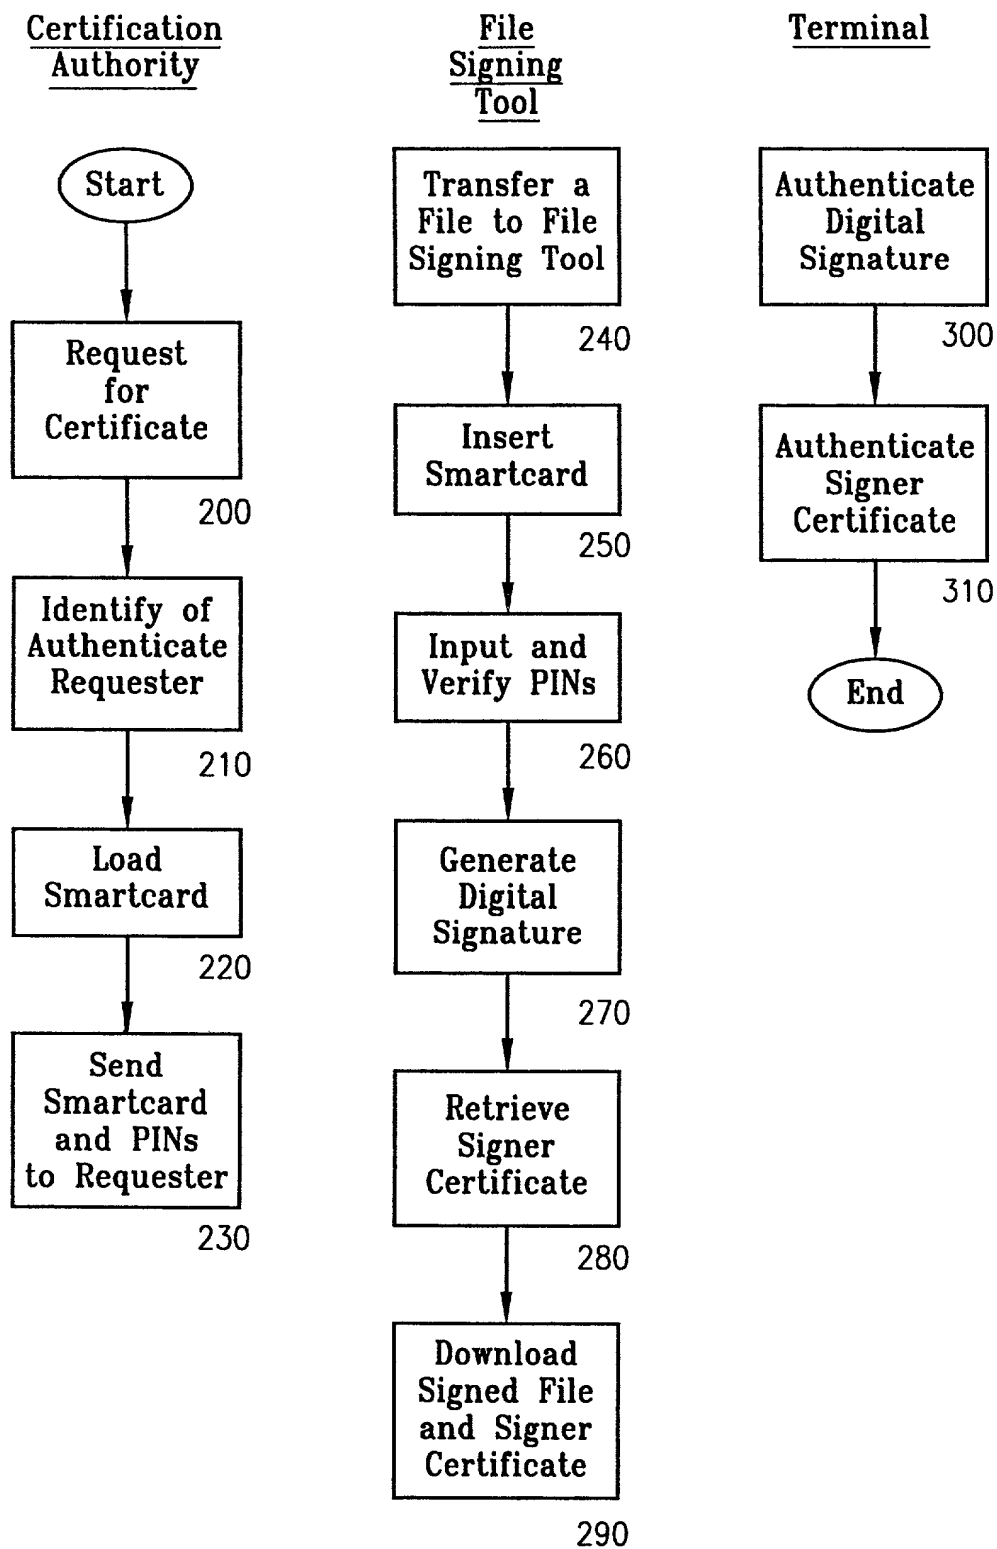 Certification
Authority
Start
Request
for
Certificate
200
Identify of
Authenticate
Requester
210
Load
Smartcard
220
Send
Smartcard
and PINs
to Requester
230
File
Signing
Tool
Transfer a
File to File
Signing Tool
240
Insert
Smartcard
250
Input and
Verify PINs
260
Generate
Digital
Signature
270
Retrieve
Signer
Certificate
280
Download
Signed File
and Signer
Certificate
290
Terminal
Authenticate
Digital
Signature
300
Authenticate
Signer
Certificate
310
End